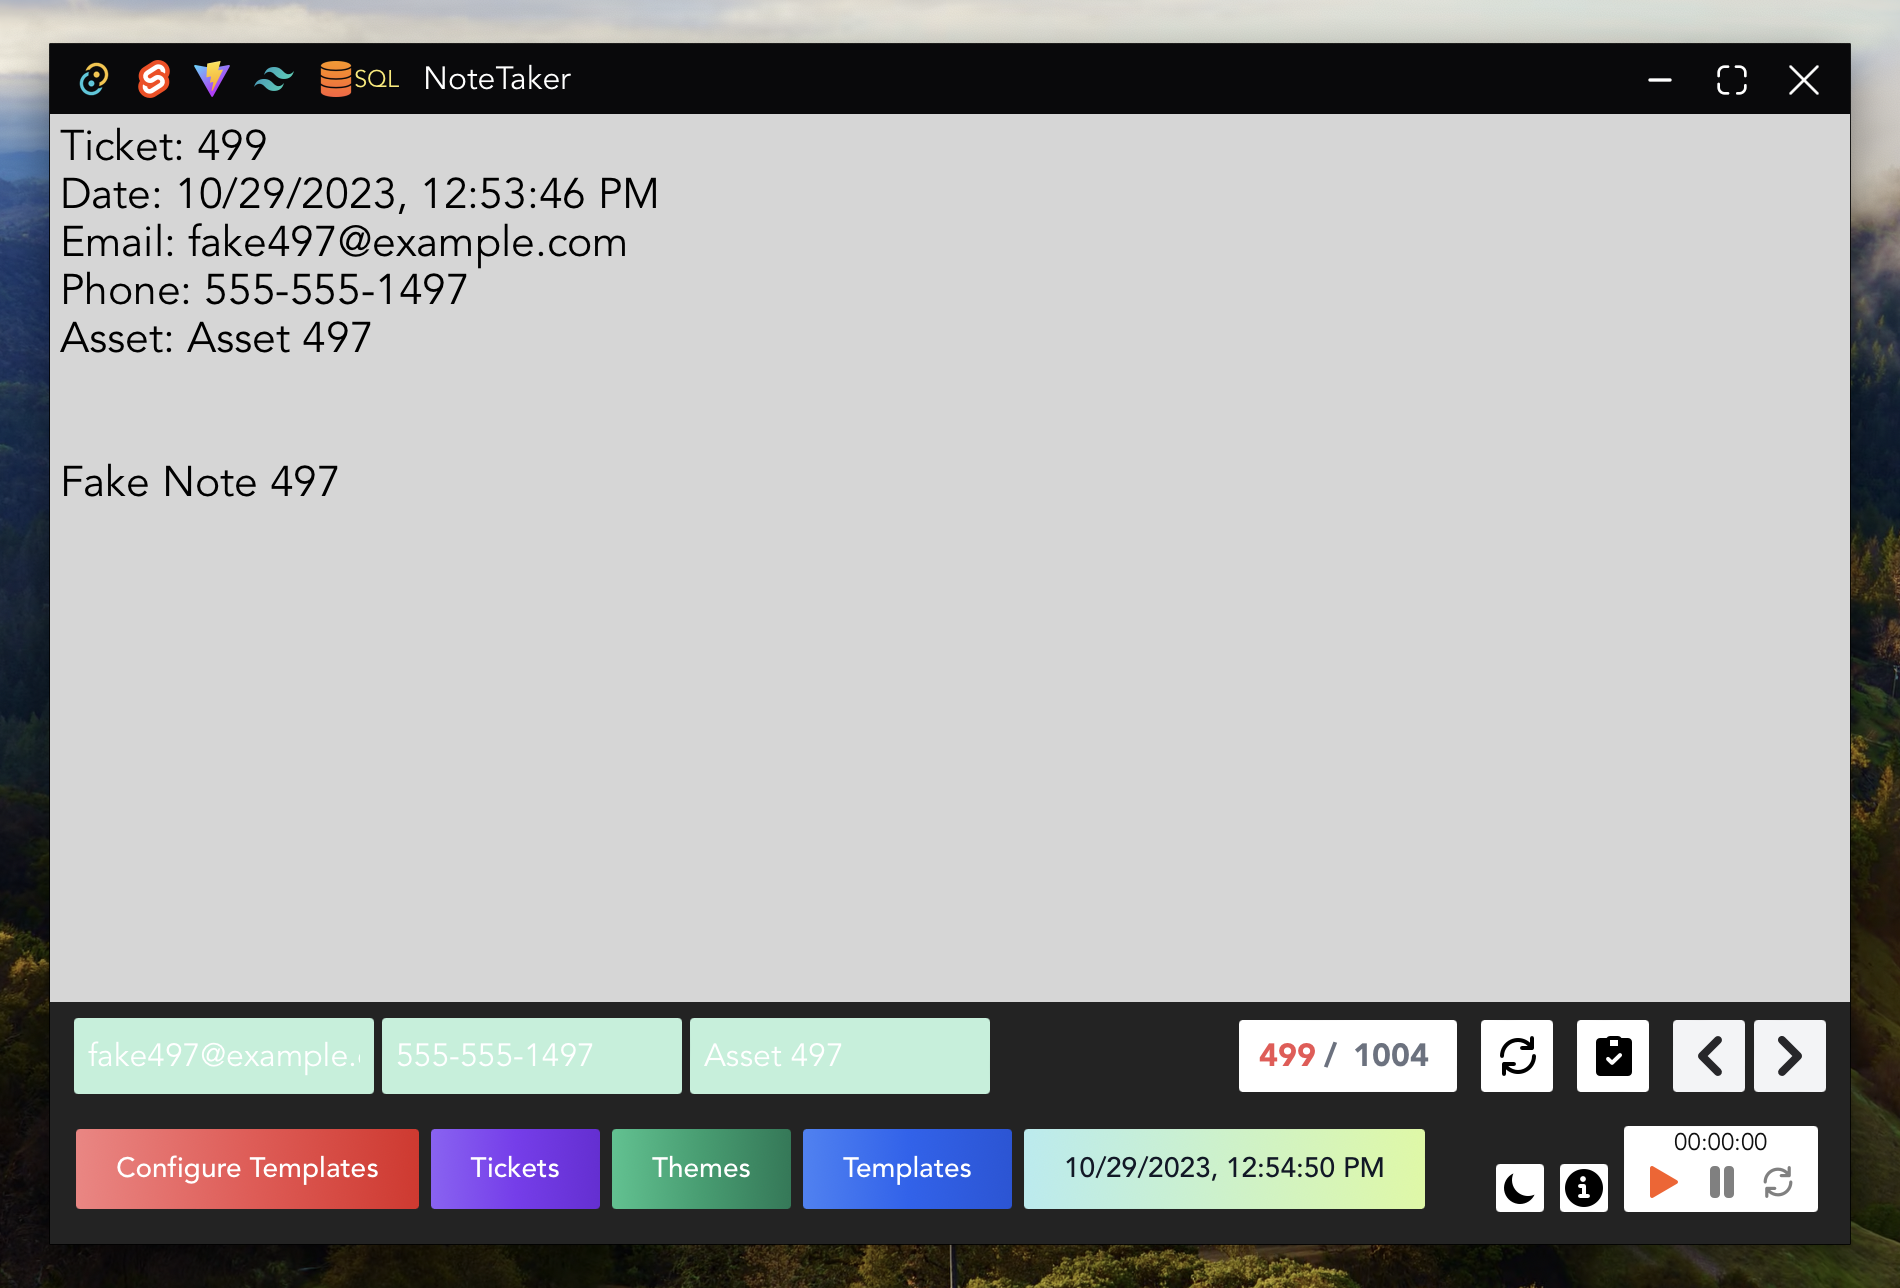 SQL NoteTaker
Ticket: 499
Date: 10/29/2023, 12:53:46 PM
Email: fake497@example.com
Phone: 555-555-1497
Asset: Asset 497
Fake Note 497
fake497@example.
555-555-1497
Asset 497
499 / 1004
Configure Templates
Tickets
Themes
Templates
10/29/2023, 12:54:50 PM
00:00:00